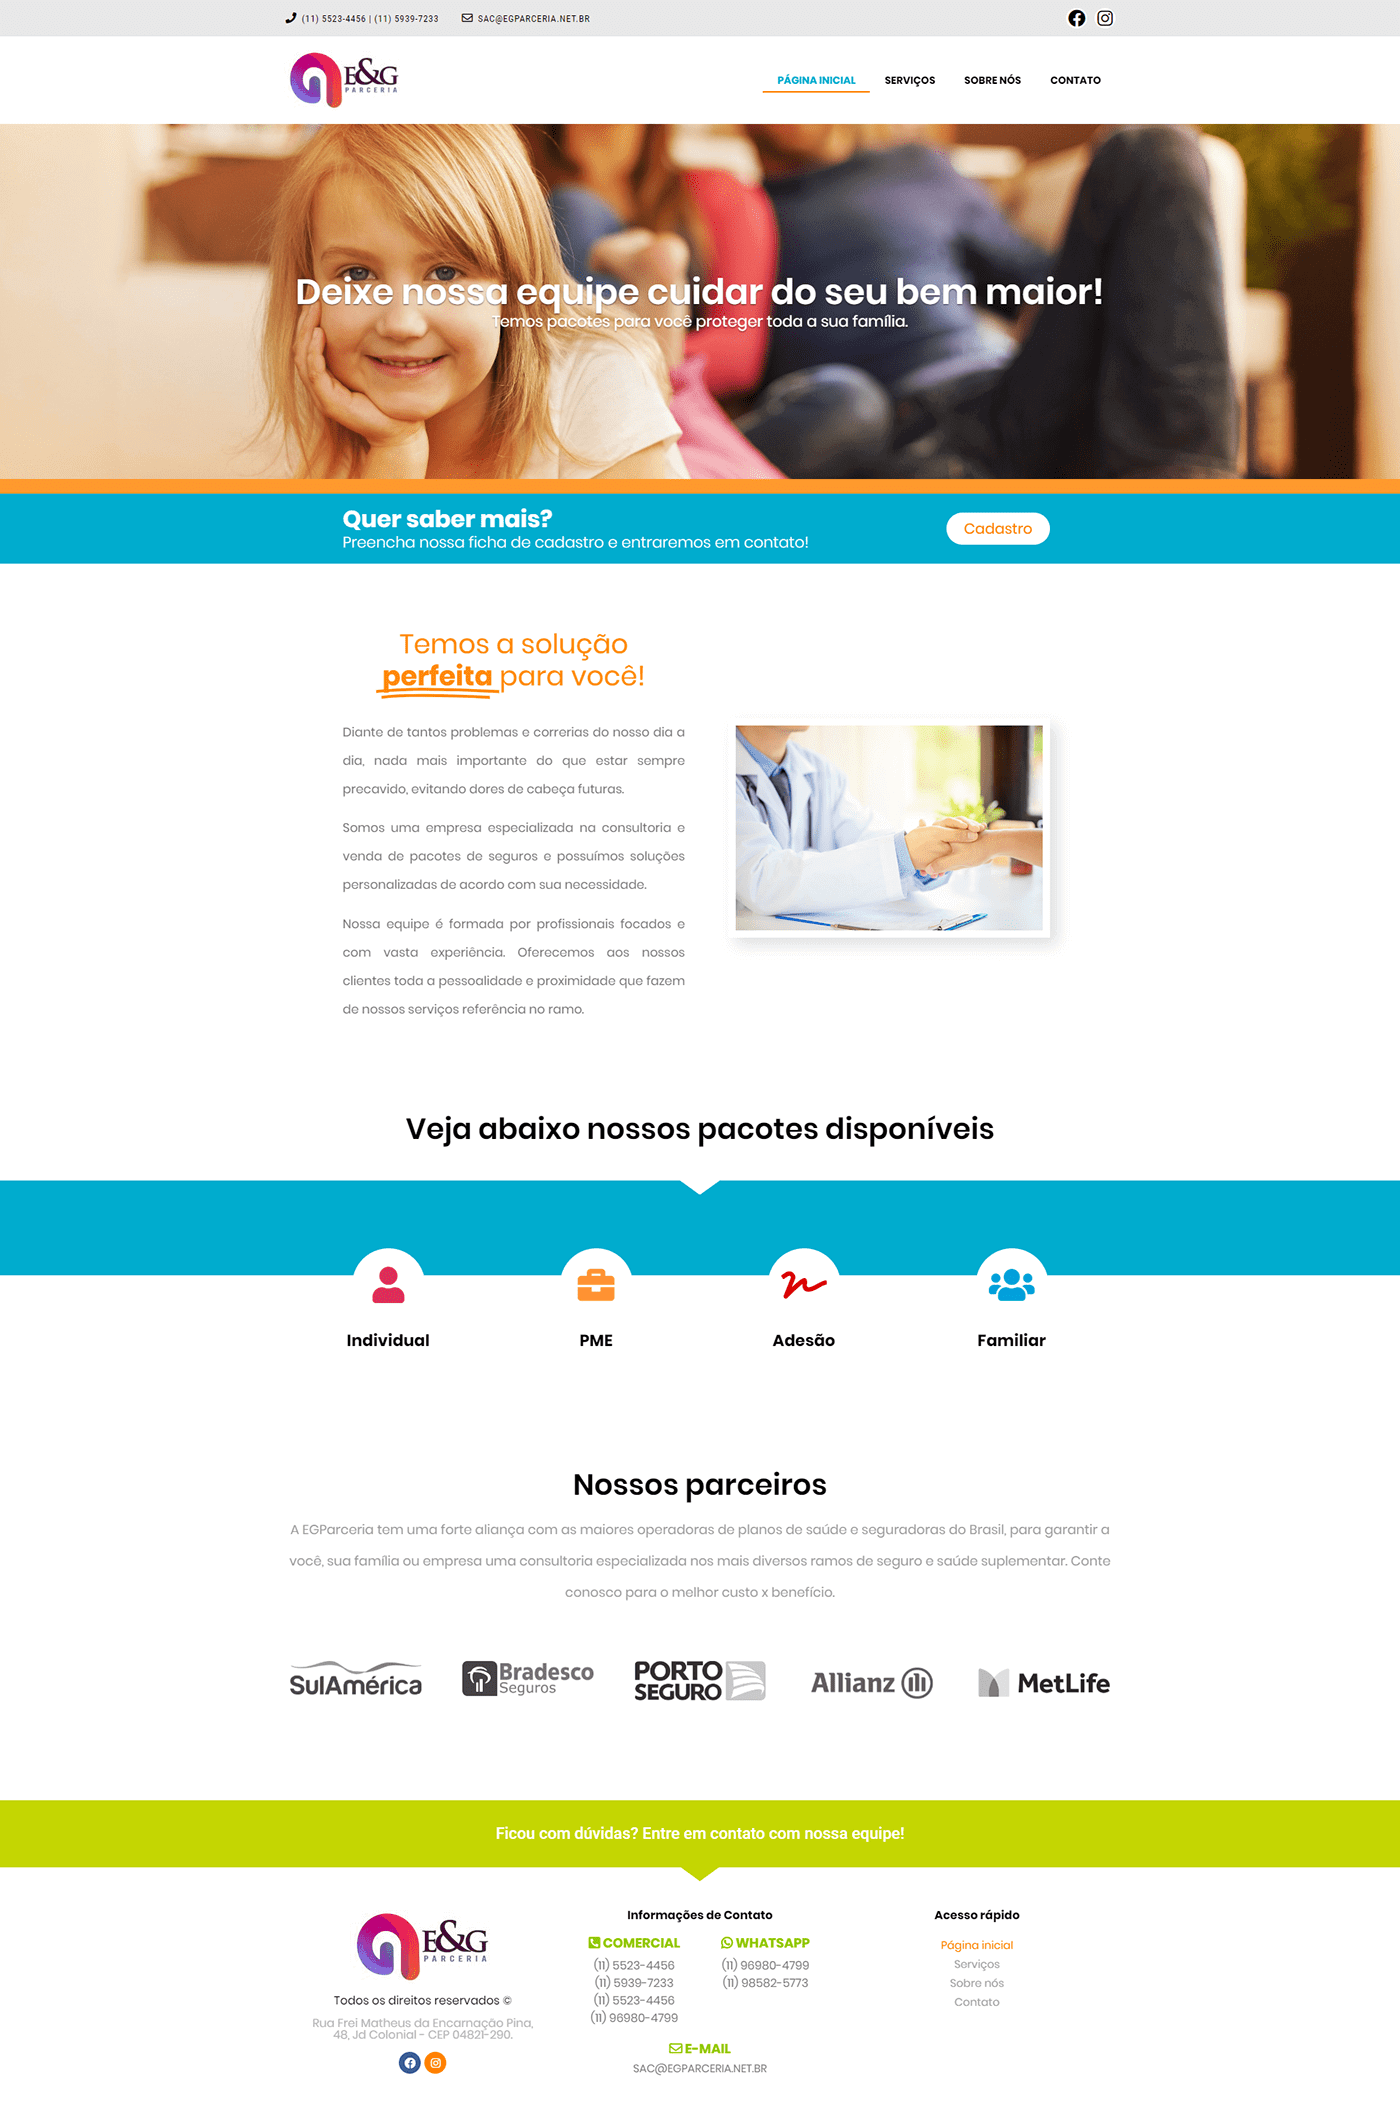 (11) 5523-4456 | (11) 5939-7233 SAC@EGPARCERIA.NET.BR
E&G
PARCERIA
PÁGINA INICIAL SERVIÇOS SOBRE NÓS CONTATO
Deixe nossa equipe cuidar do seu bem maior!
Temos pacotes para você proteger toda a sua família.
Quer saber mais?
Preencha nossa ficha de cadastro e entraremos em contato!
Cadastro
Temos a solução
perfeita para você!
Diante de tantos problemas e correrias do nosso dia a
dia, nada mais importante do que estar sempre
precavido, evitando dores de cabeça futuras.
Somos uma empresa especializada na consultoria e
venda de pacotes de seguros e possuímos soluções
personalizadas de acordo com sua necessidade.
Nossa equipe é formada por profissionais focados e
com vasta experiência. Oferecemos aos nossos
clientes toda a pessoalidade e proximidade que fazem
de nossos serviços referência no ramo.
Veja abaixo nossos pacotes disponíveis
Individual
PME
Adesão
Familiar
Nossos parceiros
A EGParceria tem uma forte aliança com as maiores operadoras de planos de saúde e seguradoras do Brasil, para garantir a
você, sua família ou empresa uma consultoria especializada nos mais diversos ramos de seguro e saúde suplementar. Conte
conosco para o melhor custo x benefício.
SulAmérica
Bradesco
Seguros
PORTO
SEGURO
Allianz
MetLife
Ficou com dúvidas? Entre em contato com nossa equipe!
E&G
PARCERIA
Todos os direitos reservados ©
Rua Frei Matheus da Encarnação Pina,
48, Jd Colonial - CEP 04821-290.
Informações de Contato
COMERCIAL
(11) 5523-4456
(11) 5939-7233
(11) 5523-4456
(11) 96980-4799
WHATSAPP
(11) 96980-4799
(11) 98582-5773
E-MAIL
SAC@EGPARCERIA.NET.BR
Acesso rápido
Página inicial
Serviços
Sobre nós
Contato